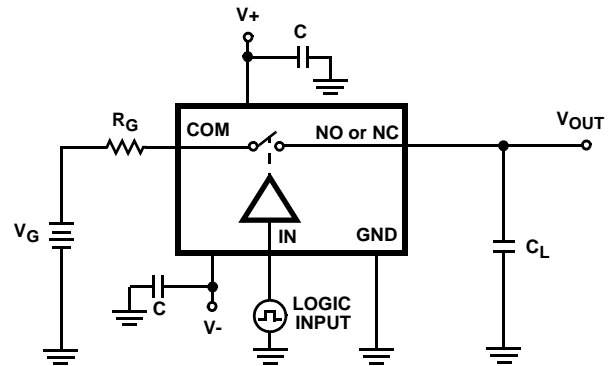 V+
C
RG
COM
NO or NC
VOUT
VG
IN
GND
CL
C
V-
LOGIC
INPUT